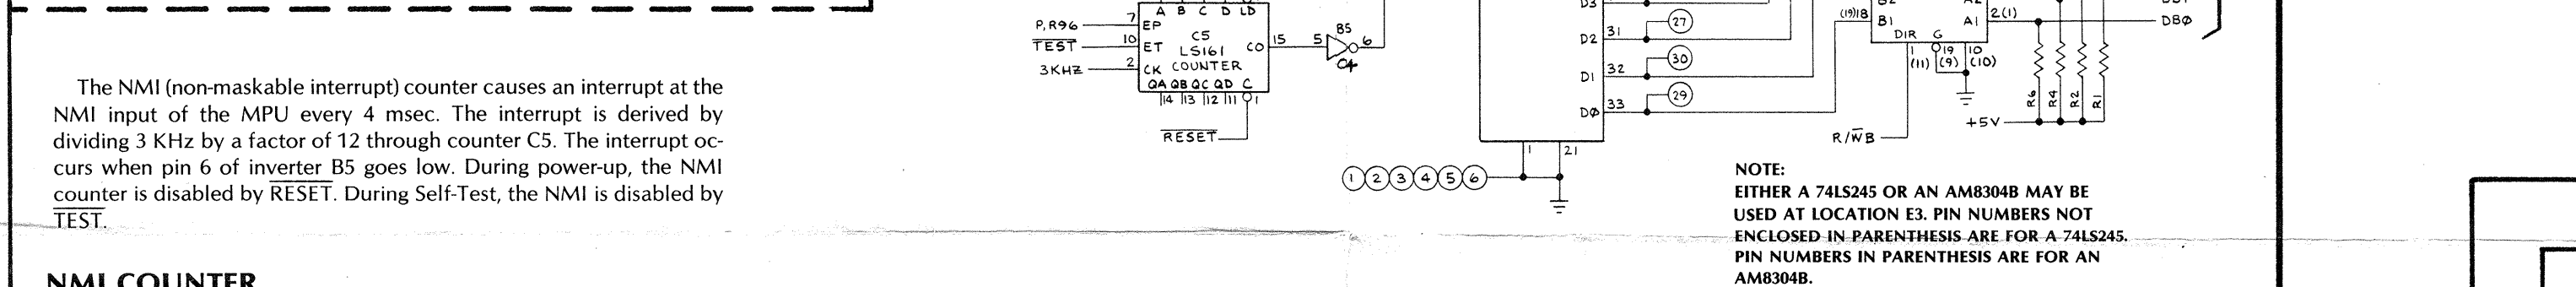 The NMI (non-maskable interrupt) counter causes an interrupt at the
NMI input of the MPU every 4 msec. The interrupt is derived by
dividing 3 KHz by a factor of 12 through counter C5. The interrupt oc-
curs when pin 6 of inverter B5 goes low. During power-up, the NMI
counter is disabled by RESET. During Self-Test, the NMI is disabled by
TEST.
NMI COUNTER
A B C D LD
P,R96 7 EP
TEST 10 ET
3KHZ 2 CK
C5
LS161
COUNTER
CO 15
QA QB QC QD C
14 13 12 11 1
RESET
5 B5 6
C4
D3
27
D2 31
30
D1 32
29
DØ 33
1 21
1 2 3 4 5 6
(19)18 B1
A1 2(1)
DBØ
DIR G
1 19 10
(11) (9) (10)
R6 R4 R2 R1
+5V
R/WB
NOTE:
EITHER A 74LS245 OR AN AM8304B MAY BE
USED AT LOCATION E3. PIN NUMBERS NOT
ENCLOSED IN PARENTHESIS ARE FOR A 74LS245.
PIN NUMBERS IN PARENTHESIS ARE FOR AN
AM8304B.